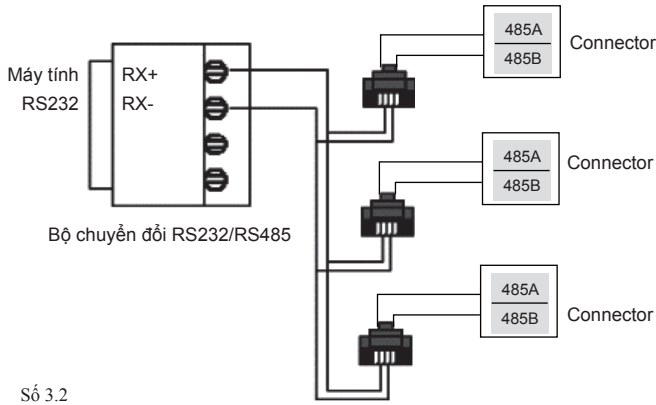 Máy tính
RS232
RX+
RX-
Bộ chuyển đổi RS232/RS485
485A
485B
Connector
485A
485B
Connector
485A
485B
Connector
Số 3.2